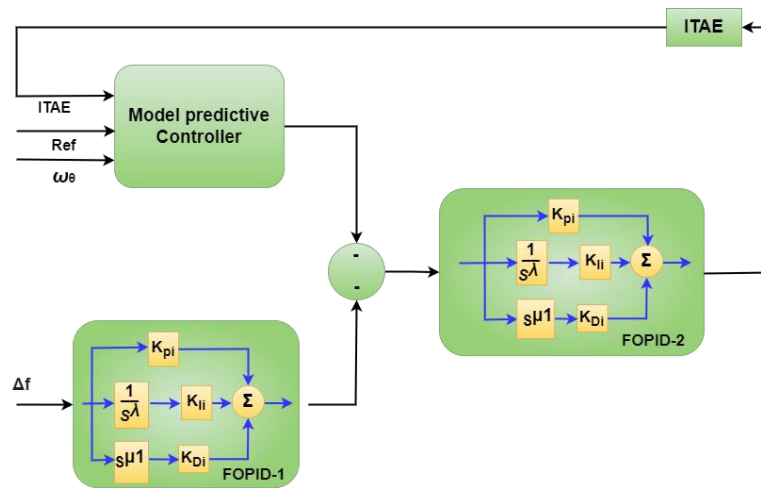 ITAE
ITAE
Ref
ωθ
Model predictive
Controller
-
-
Kpi
1
sλ
KIi
Σ
sμ1
KDi
FOPID-2
Δf
Kpi
1
sλ
KIi
Σ
sμ1
KDi
FOPID-1